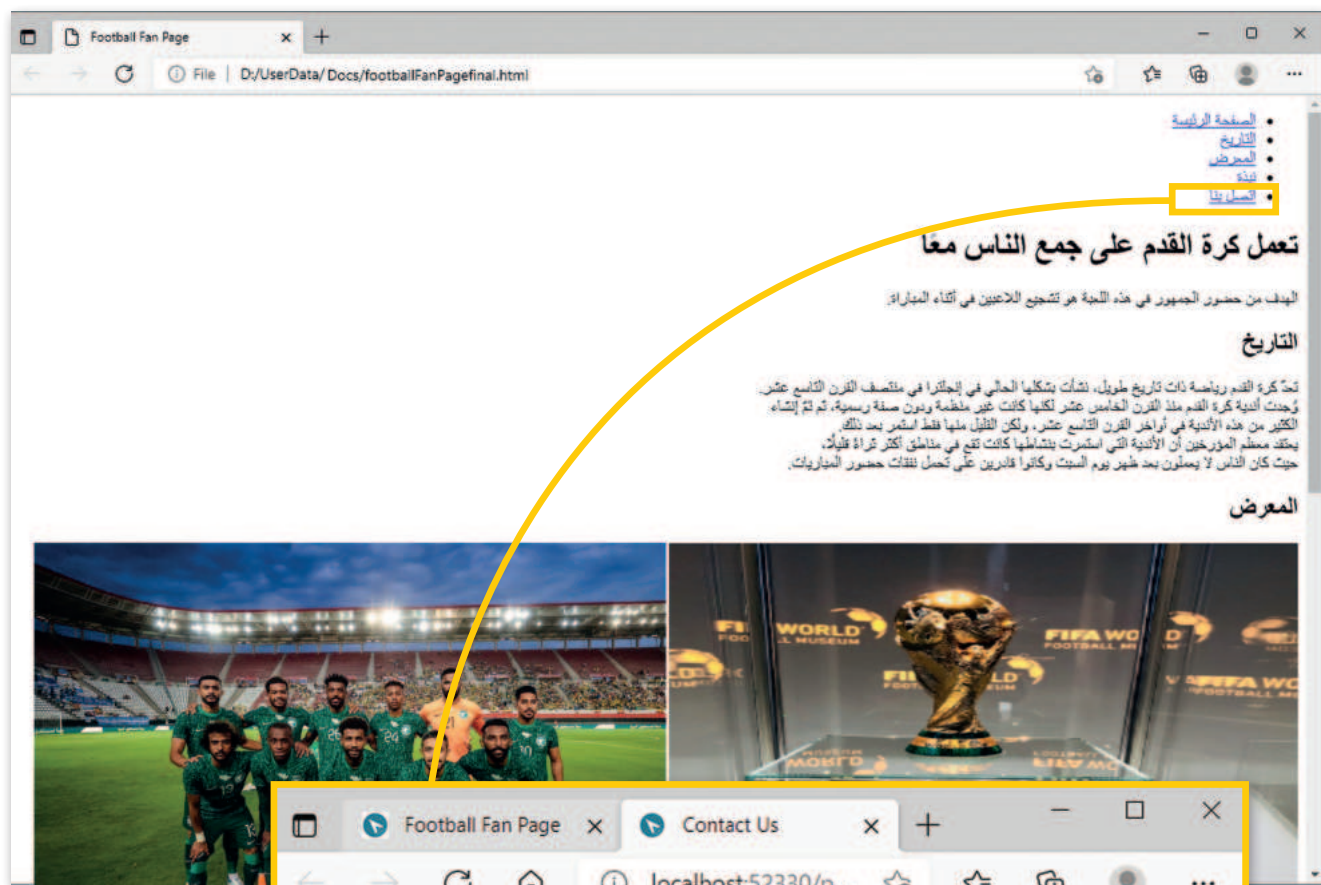 Football Fan Page
File | D:/UserData/ Docs/footballFanPagefinal.html
الصفحة الرئيسة
التاريخ
المعرض
نبذة
اتصل بنا
تعمل كرة القدم على جمع الناس معًا
الهدف من حضور الجمهور في هذه اللعبة هو تشجيع اللاعبين في أثناء المباراة.
التاريخ
تعدّ كرة القدم رياضة ذات تاريخ طويل، نشأت بشكلها الحالي في إنجلترا في منتصف القرن التاسع عشر.
وُجدت أندية كرة القدم منذ القرن الخامس عشر لكنها كانت غير منظمة ودون صفة رسمية، ثم تمّ إنشاء
الكثير من هذه الأندية في أواخر القرن التاسع عشر، ولكن القليل منها فقط استمر بعد ذلك.
يعتقد معظم المؤرخين أن الأندية التي استمرت بنشاطها كانت تقع في مناطق أكثر ثراءً قليلًا،
حيث كان الناس لا يعملون بعد ظهر يوم السبت وكانوا قادرين على تحمل نفقات حضور المباريات.
المعرض
WORLD
FIFA WO
FOOTBALL
24
21
19
30
Football Fan Page
Contact Us
localhost:52330/p...